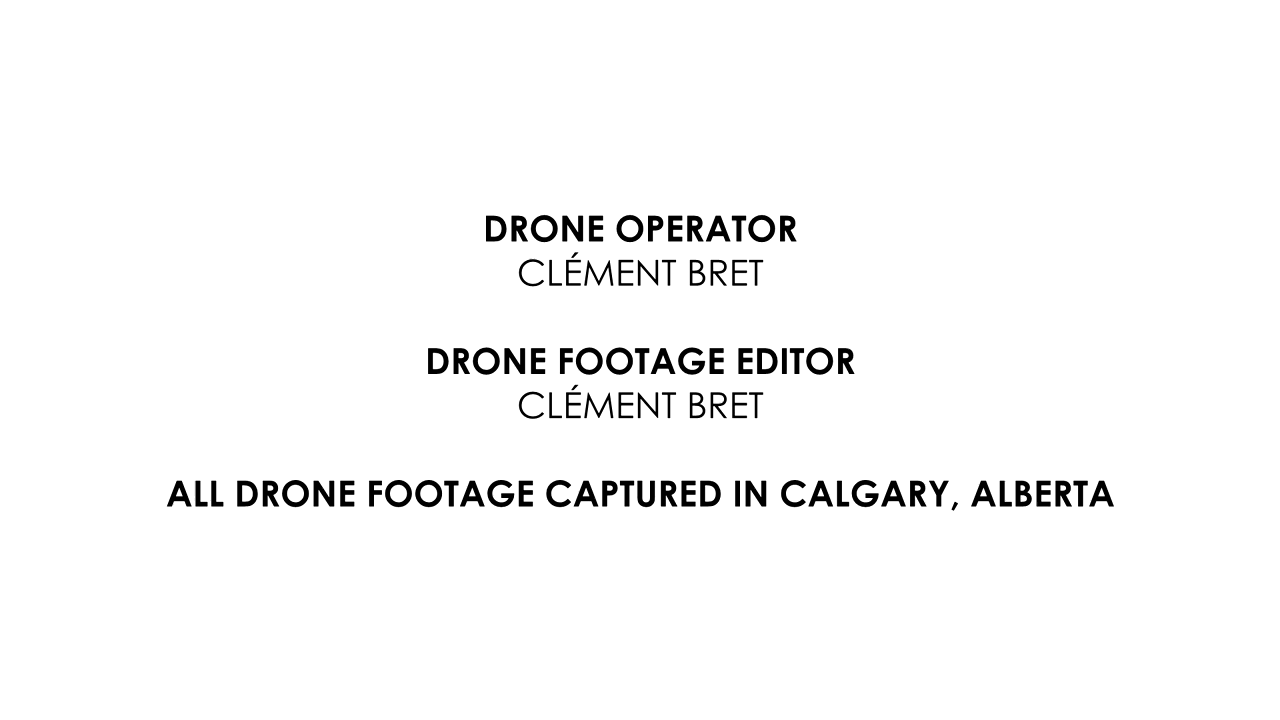 DRONE OPERATOR
CLÉMENT BRET
DRONE FOOTAGE EDITOR
CLÉMENT BRET
ALL DRONE FOOTAGE CAPTURED IN CALGARY, ALBERTA